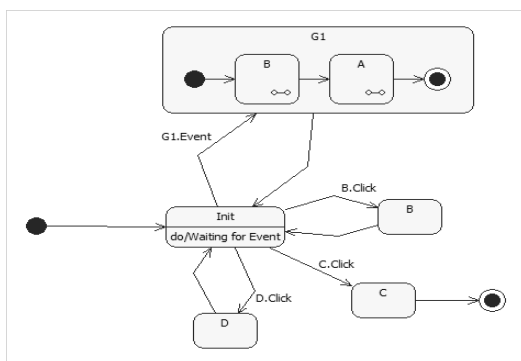 G1
B
A
G1.Event
B.Click
Init
B
do/Waiting for Event
C.Click
D.Click
C
D